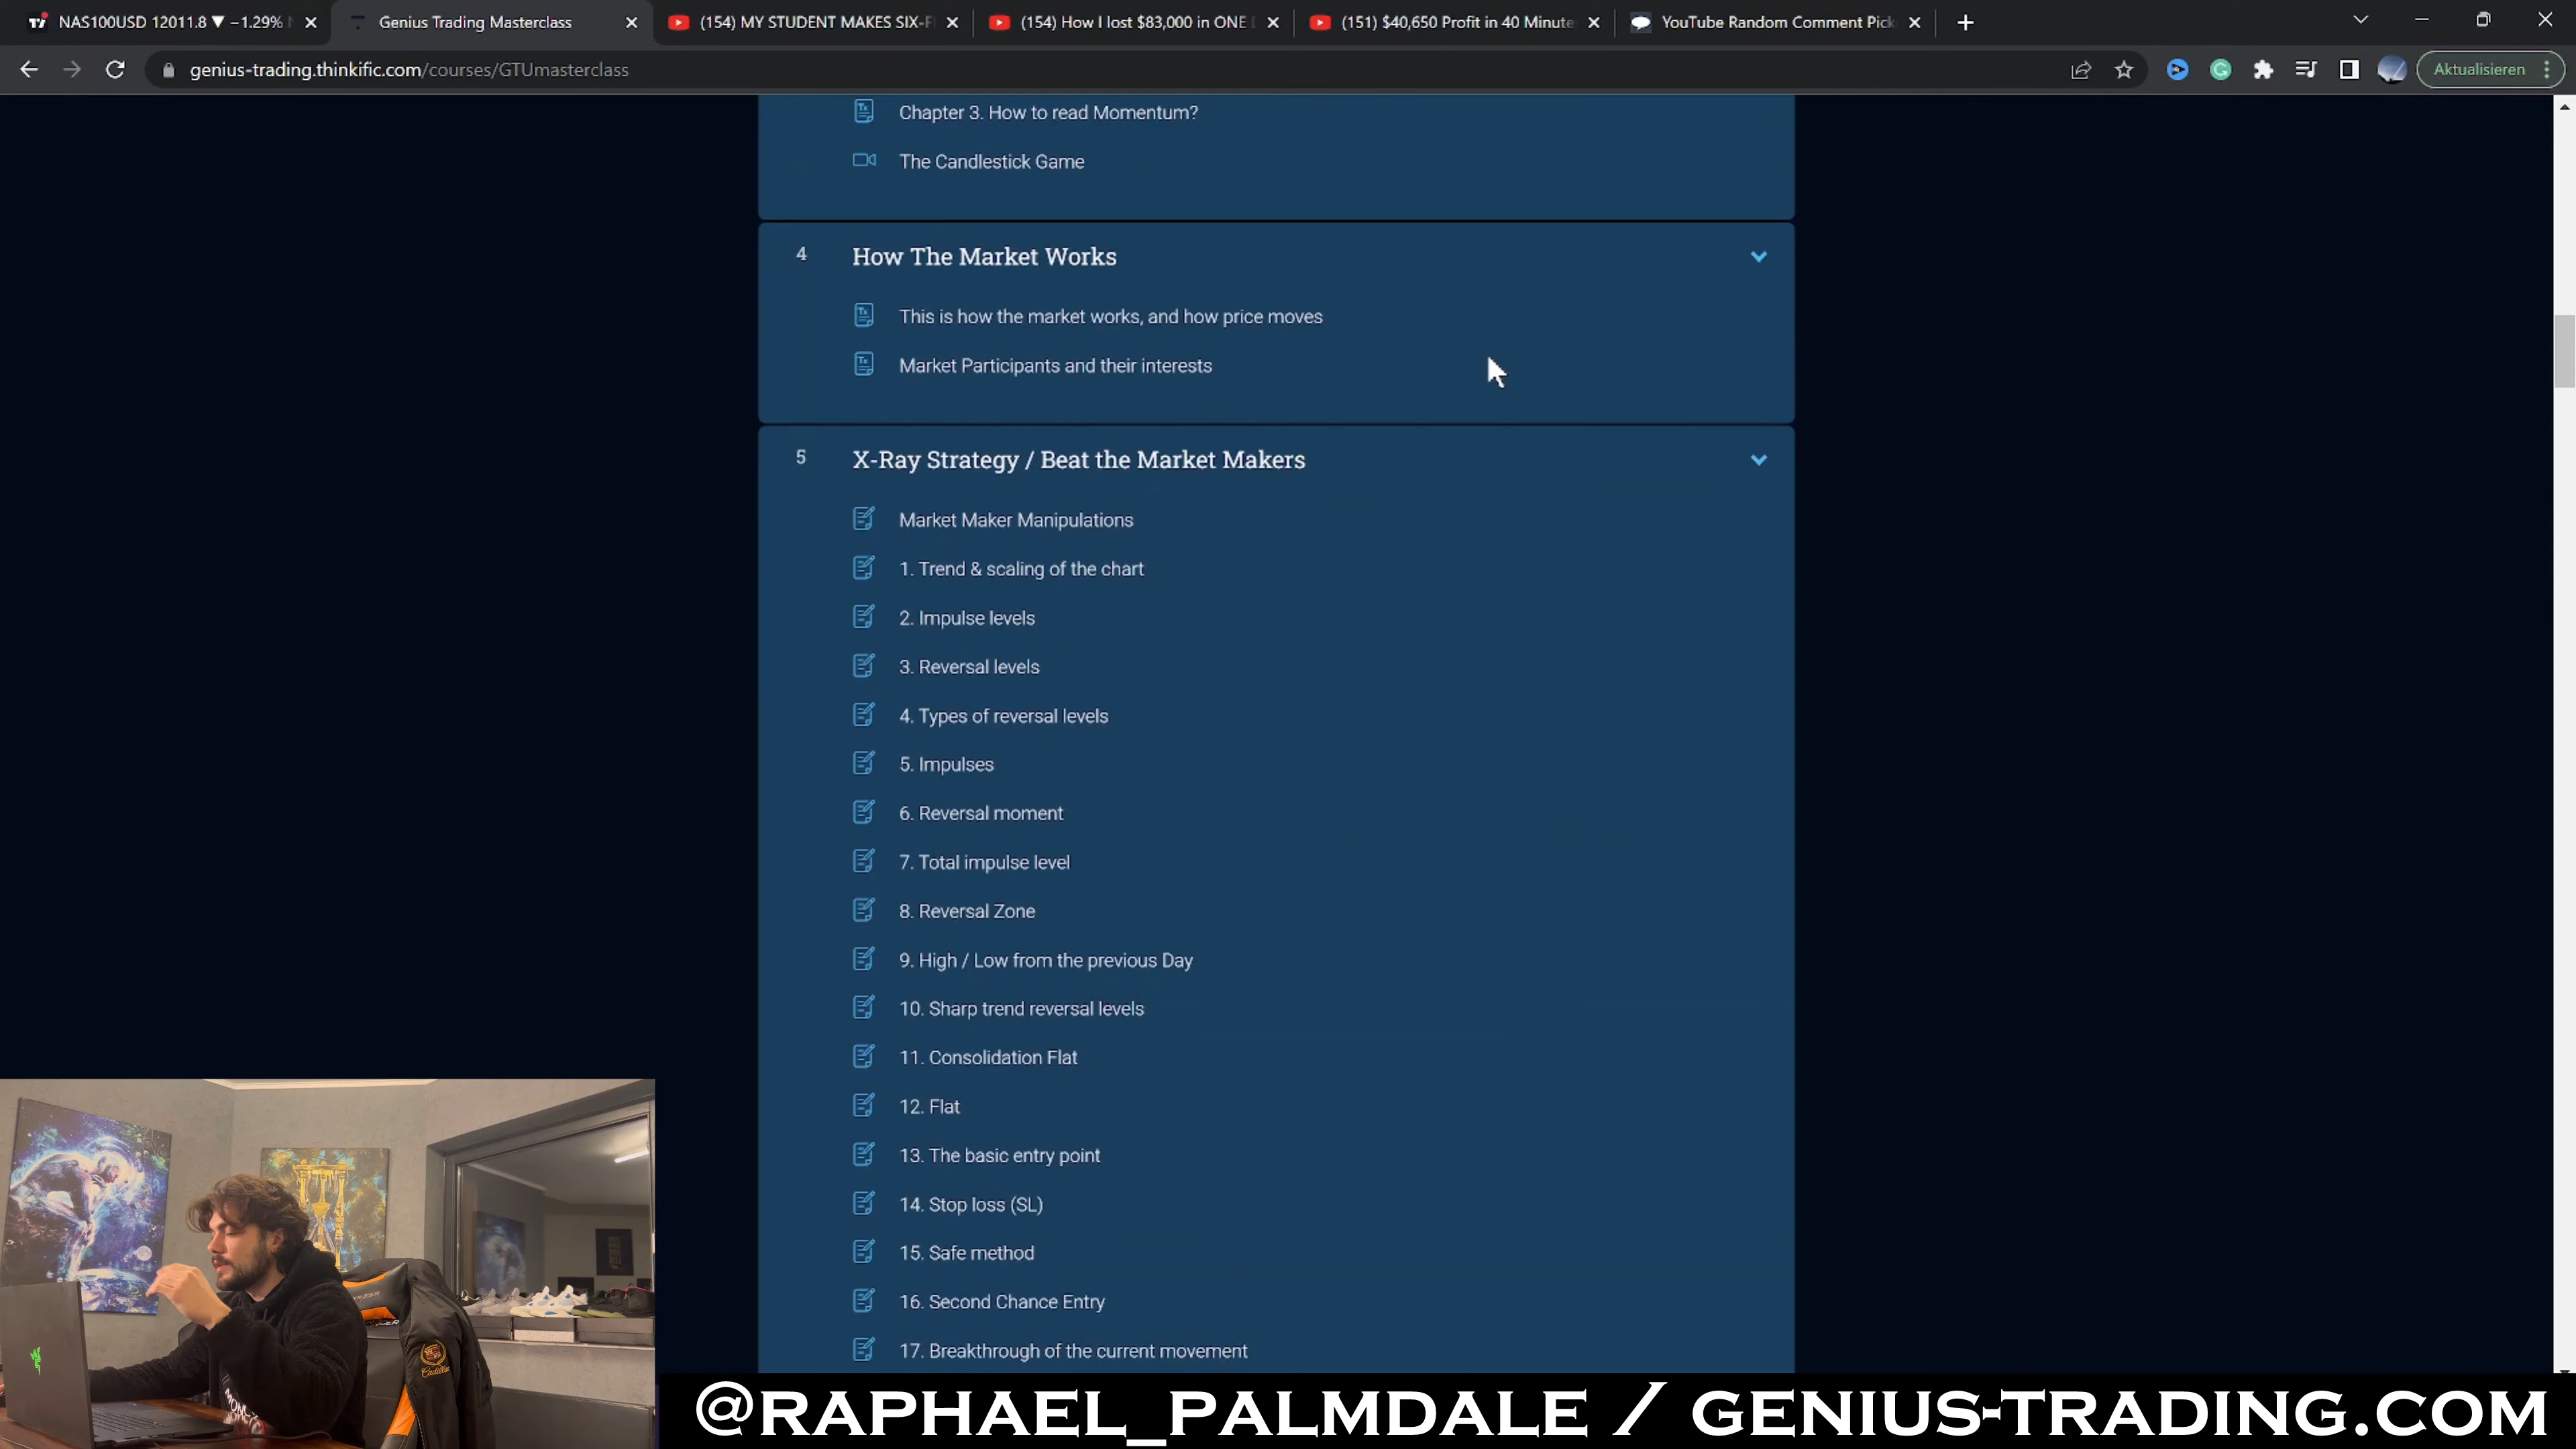 NAS100USD 12011.8 ▼ −1.29%
Genius Trading Masterclass
(154) MY STUDENT MAKES SIX-F
(154) How I lost $83,000 in ONE
(151) $40,650 Profit in 40 Minute
YouTube Random Comment Pick
genius-trading.thinkific.com/courses/GTUmasterclass
Aktualisieren
Chapter 3. How to read Momentum?
The Candlestick Game
4 How The Market Works
This is how the market works, and how price moves
Market Participants and their interests
5 X-Ray Strategy / Beat the Market Makers
Market Maker Manipulations
1. Trend & scaling of the chart
2. Impulse levels
3. Reversal levels
4. Types of reversal levels
5. Impulses
6. Reversal moment
7. Total impulse level
8. Reversal Zone
9. High / Low from the previous Day
10. Sharp trend reversal levels
11. Consolidation Flat
12. Flat
13. The basic entry point
14. Stop loss (SL)
15. Safe method
16. Second Chance Entry
17. Breakthrough of the current movement
Cadillac
@RAPHAEL_PALMDALE / GENIUS-TRADING.COM